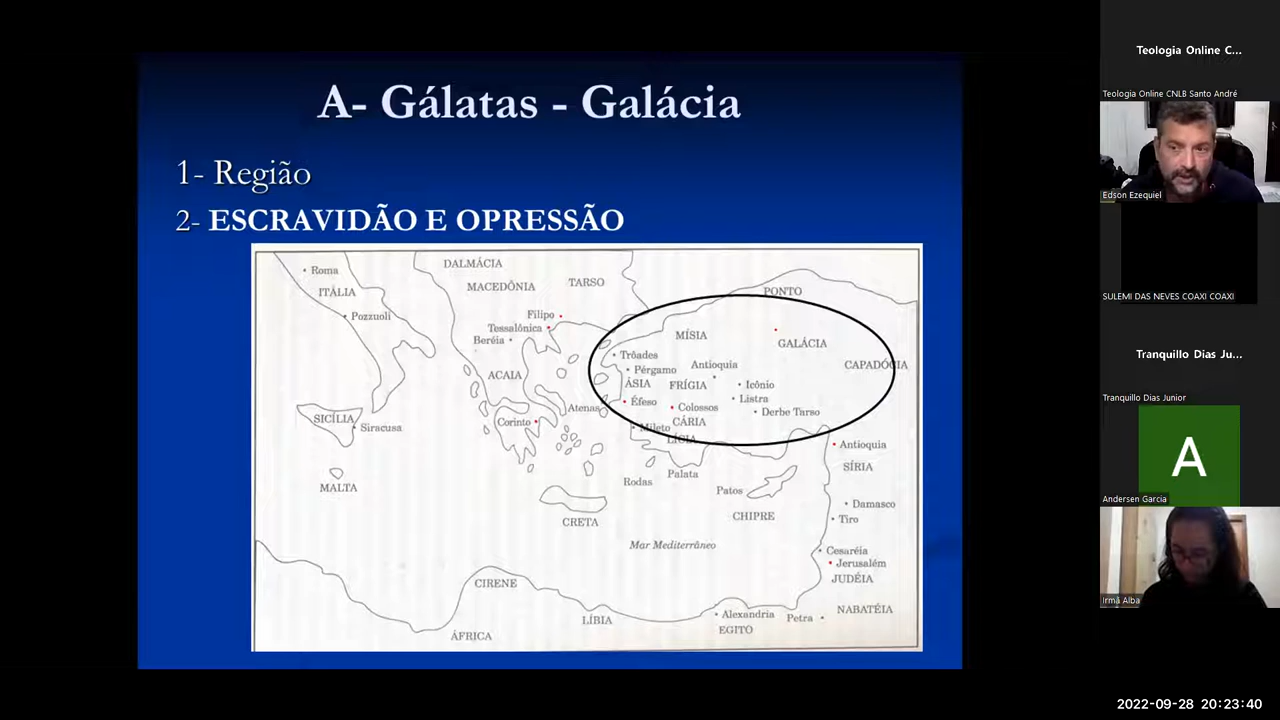 A- Gálatas - Galácia
1- Região
2- ESCRAVIDÃO E OPRESSÃO
Roma
ITÁLIA
Pozzuoli
DALMÁCIA
MACEDÔNIA
TARSO
Filipo
Tessalônica
Beréia
ACAIA
Atenas
Corinto
SICÍLIA
Siracusa
MALTA
PONTO
MÍSIA
GALÁCIA
CAPADÓCIA
Trôades
Pérgamo
Antioquia
ÁSIA
FRÍGIA
Icônio
Listra
Éfeso
Colossos
Derbe Tarso
Mileto
CÁRIA
LÍCIA
Antioquia
SÍRIA
Rodas
Palata
Patos
CHIPRE
CRETA
Damasco
Tiro
Mar Mediterrâneo
Cesaréia
Jerusalém
JUDÉIA
CIRENE
LÍBIA
Alexandria
EGITO
Petra
NABATÉIA
ÁFRICA
Teologia Online C...
Teologia Online CNLB Santo André
Edson Ezequiel
SULEMI DAS NEVES COAXI COAXI
Tranquillo Dias Ju...
Tranquillo Dias Junior
A
Andersen Garcia
Irmã Alba
2022-09-28 20:23:40